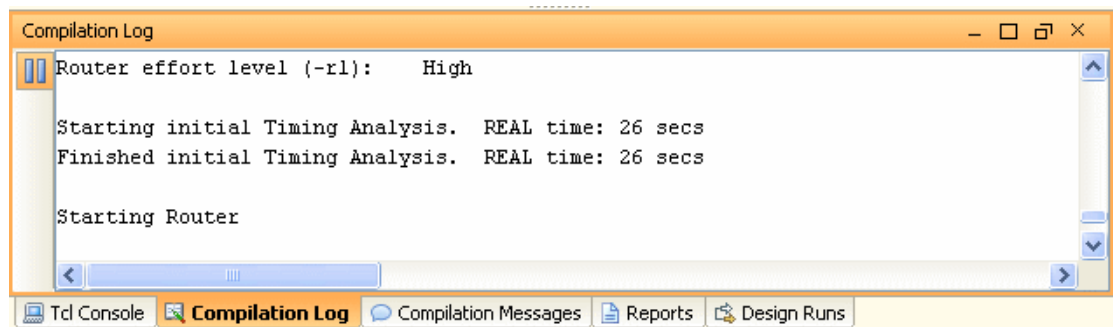 Compilation Log
Router effort level (-rl):    High
Starting initial Timing Analysis.  REAL time: 26 secs
Finished initial Timing Analysis.  REAL time: 26 secs
Starting Router
Tcl Console Compilation Log Compilation Messages Reports Design Runs